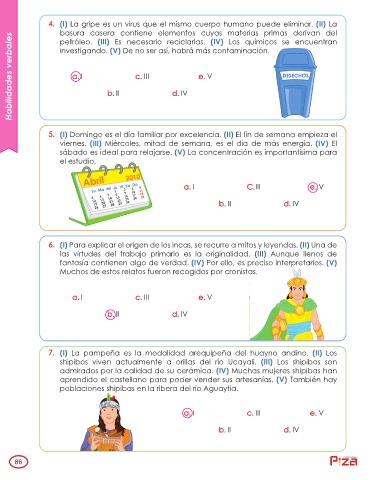 Habilidades verbales
4. (I) La gripe es un virus que el mismo cuerpo humano puede eliminar. (II) La
basura casera contiene elementos cuyas materias primas derivan del
petróleo. (III) Es necesario reciclarlas. (IV) Los químicos se encuentran
investigando. (V) De no ser así, habrá más contaminación.
DESECHOS
a. I c. III e. V
b. II d. IV
5. (I) Domingo es el día familiar por excelencia. (II) El fin de semana empieza el
viernes. (III) Miércoles, mitad de semana, es el día de más energía. (IV) El
sábado es ideal para relajarse. (V) La concentración es importantísima para
el estudio.
Abril 2010
a. I C. III e. V
b. II d. IV
6. (I) Para explicar el origen de los incas, se recurre a mitos y leyendas. (II) Una de
las virtudes del trabajo primario es la originalidad. (III) Aunque llenos de
fantasía contienen algo de verdad. (IV) Por ello, es preciso interpretarlos. (V)
Muchos de estos relatos fueron recogidos por cronistas.
a. I c. III e. V
b. II d. IV
7. (I) La pampeña es la modalidad arequipeña del huayno andino. (II) Los
shipibos viven actualmente a orillas del río Ucayali. (III) Los shipibos son
admirados por la calidad de su cerámica. (IV) Muchas mujeres shipibas han
aprendido el castellano para poder vender sus artesanías. (V) También hay
poblaciones shipibas en la ribera del río Aguaytía.
a. I c. III e. V
b. II d. IV
86